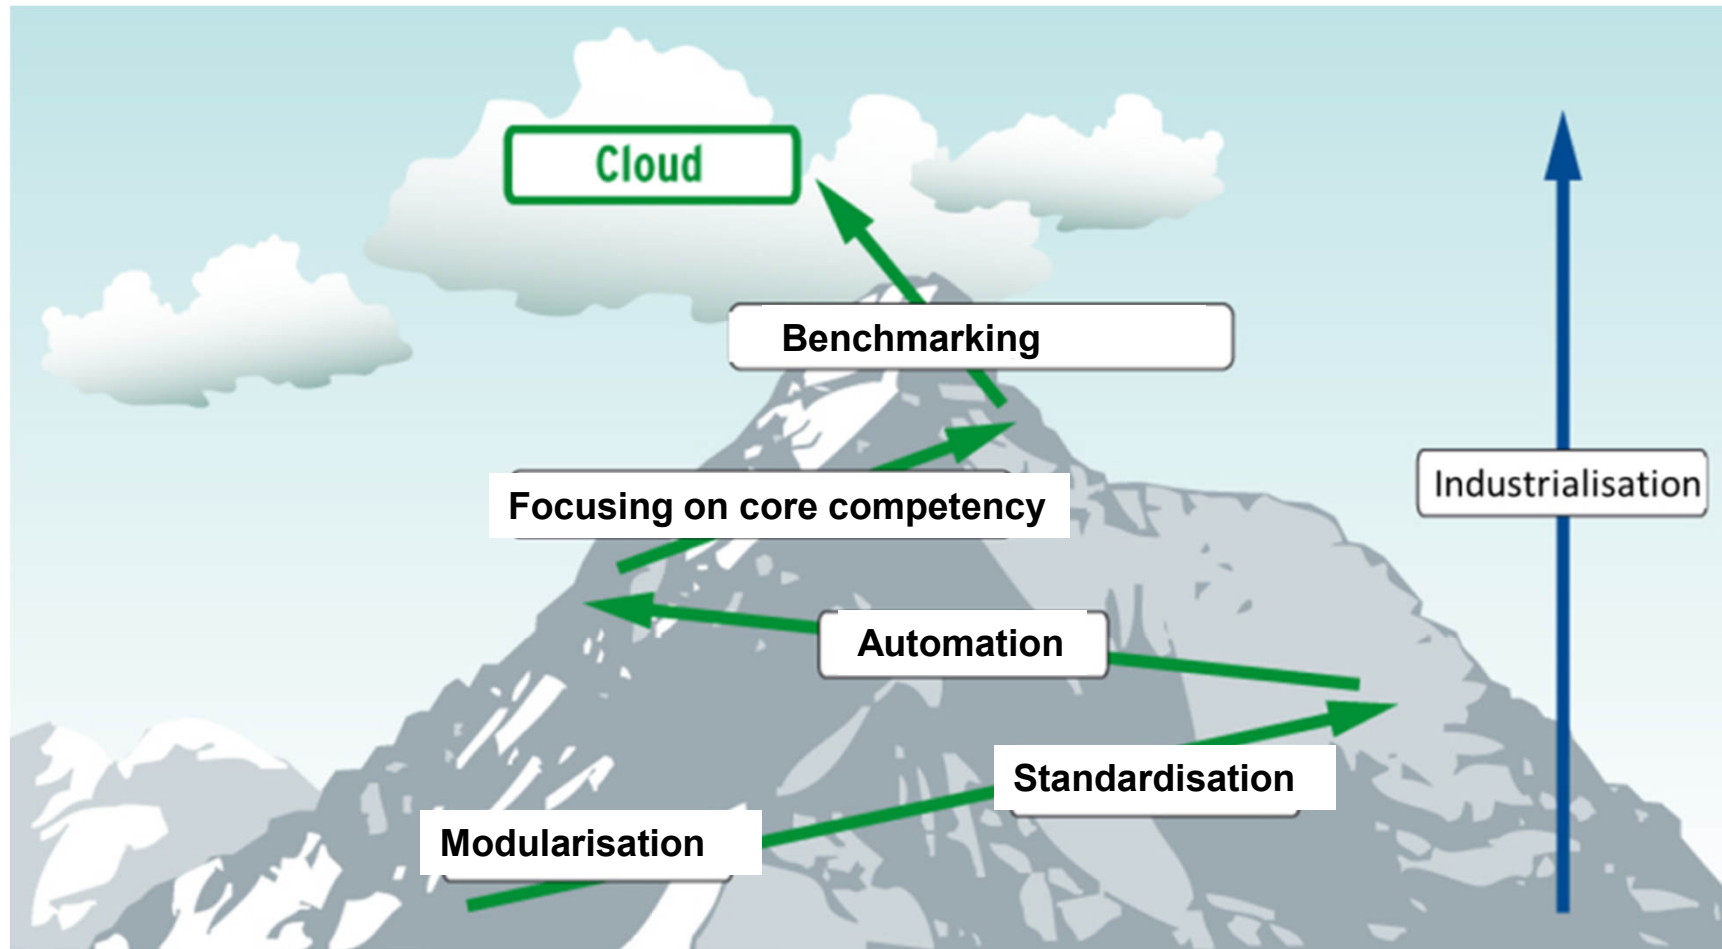 Cloud
Benchmarking
Focusing on core competency
Industrialisation
Automation
Standardisation
Modularisation